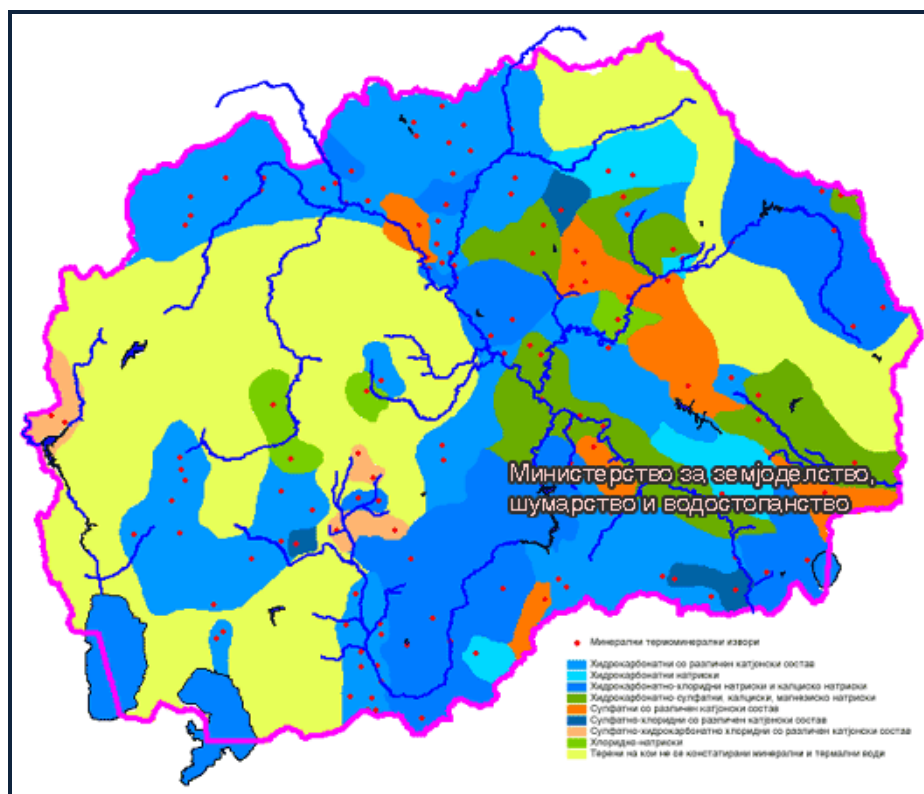 Министерство за земјоделство,
шумарство и водостопанство
Минерални термоминерални извори
Хидрокарбонатни со различен катјонски состав
Хидрокарбонатни натриски
Хидрокарбонатно-хлоридни натриски и калциско натриски
Хидрокарбонатно-сулфатни, калциски, магнезиско натриски
Сулфатни со различен катјонски состав
Сулфатно-хлоридни со различен катјонски состав
Сулфатно-хидрокарбонатно хлоридни со различен катјонски состав
Хлоридно-натриски
Терени на кои не се констатирани минерални и термални води